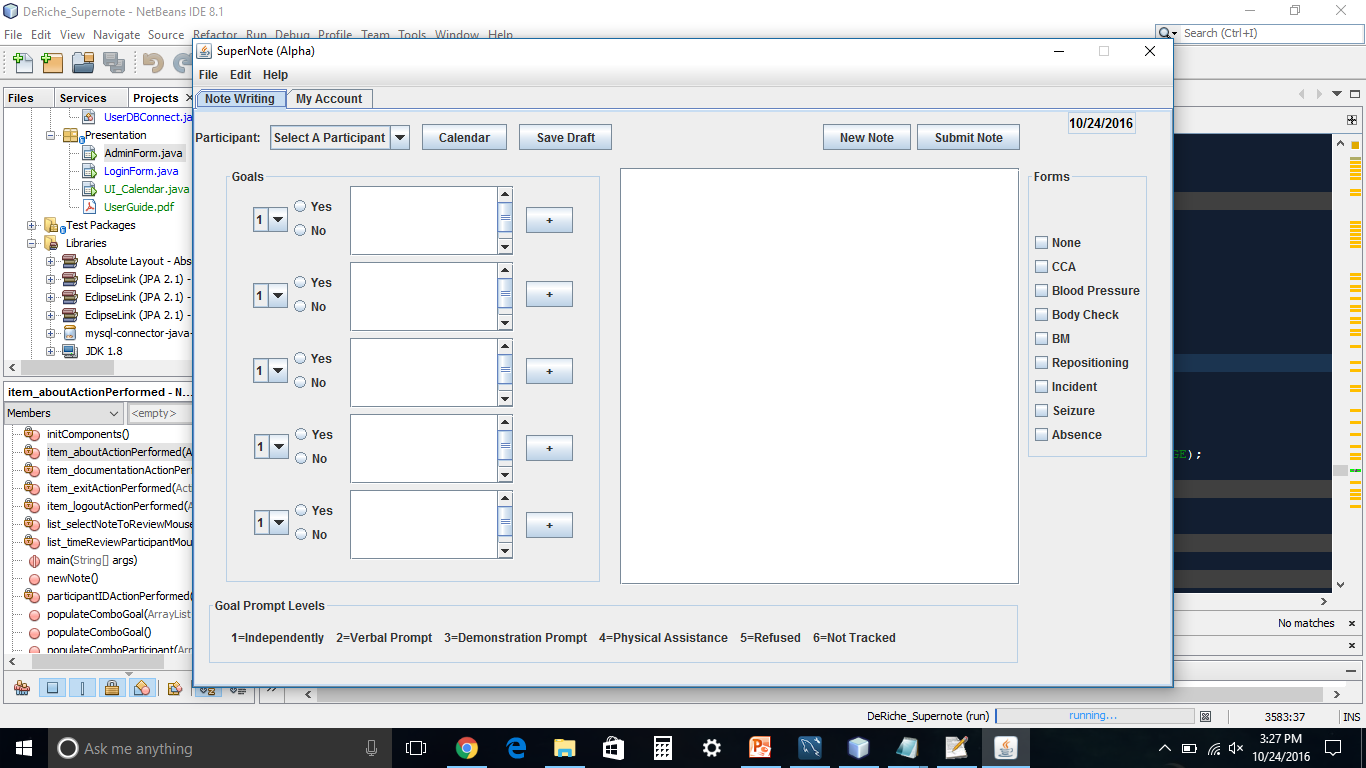 DeRiche_Supernote - NetBeans IDE 8.1
File Edit View Navigate Source Refactor Run Debug Profile Team Tools Window Help
Search (Ctrl+I)
Files Services Projects
UserDBConnect.ja
Presentation
AdminForm.java
LoginForm.java
UI_Calendar.java
UserGuide.pdf
Test Packages
Libraries
Absolute Layout - Abs
EclipseLink (JPA 2.1) -
EclipseLink (JPA 2.1) -
EclipseLink (JPA 2.1) -
mysql-connector-java-
JDK 1.8
item_aboutActionPerformed - N...
Members <empty>
initComponents()
item_aboutActionPerformed(A
item_documentationActionPer
item_exitActionPerformed(Act
item_logoutActionPerformed(A
list_selectNoteToReviewMouse
list_timeReviewParticipantMou
main(String[] args)
newNote()
participantIDActionPerformed(
populateComboGoal(ArrayList
populateComboGoal()
populateComboParticipant(Arr
SuperNote (Alpha)
File Edit Help
Note Writing My Account
Participant: Select A Participant Calendar Save Draft New Note Submit Note 10/24/2016
Goals
1 Yes
No
+
1 Yes
No
+
1 Yes
No
+
1 Yes
No
+
1 Yes
No
+
Forms
None
CCA
Blood Pressure
Body Check
BM
Repositioning
Incident
Seizure
Absence
Goal Prompt Levels
1=Independently 2=Verbal Prompt 3=Demonstration Prompt 4=Physical Assistance 5=Refused 6=Not Tracked
GE);
No matches
DeRiche_Supernote (run) running... 3583:37 INS
Ask me anything
3:27 PM
10/24/2016